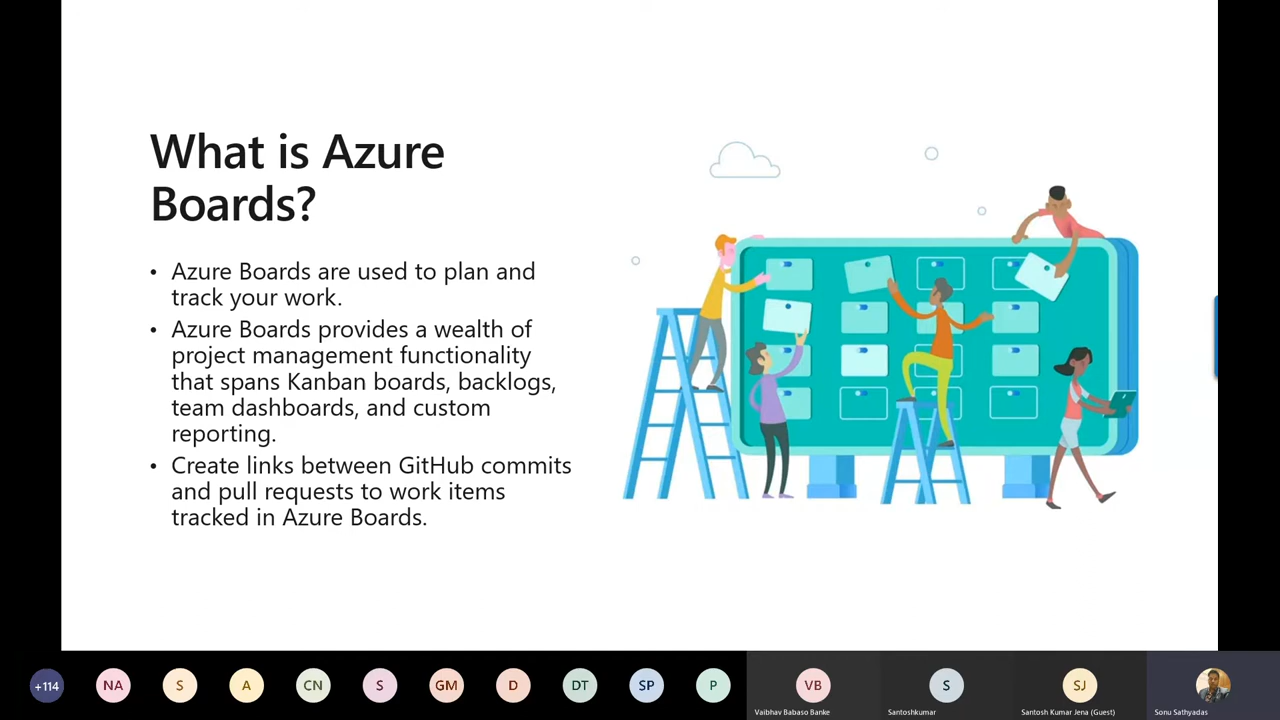 What is Azure
Boards?
• Azure Boards are used to plan and
track your work.
• Azure Boards provides a wealth of
project management functionality
that spans Kanban boards, backlogs,
team dashboards, and custom
reporting.
• Create links between GitHub commits
and pull requests to work items
tracked in Azure Boards.
+114
NA
S
A
CN
S
GM
D
DT
SP
P
VB
S
SJ
Vaibhav Babaso Banke
Santoshkumar
Santosh Kumar Jena (Guest)
Sonu Sathyadas